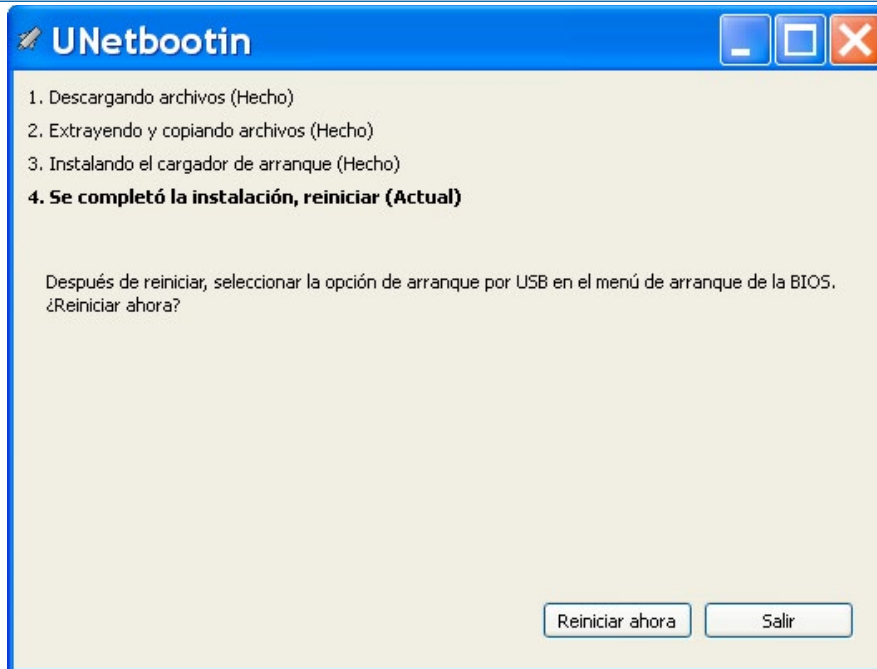 UNetbootin
1. Descargando archivos (Hecho)
2. Extrayendo y copiando archivos (Hecho)
3. Instalando el cargador de arranque (Hecho)
4. Se completó la instalación, reiniciar (Actual)
Después de reiniciar, seleccionar la opción de arranque por USB en el menú de arranque de la BIOS.
¿Reiniciar ahora?
Reiniciar ahora
Salir